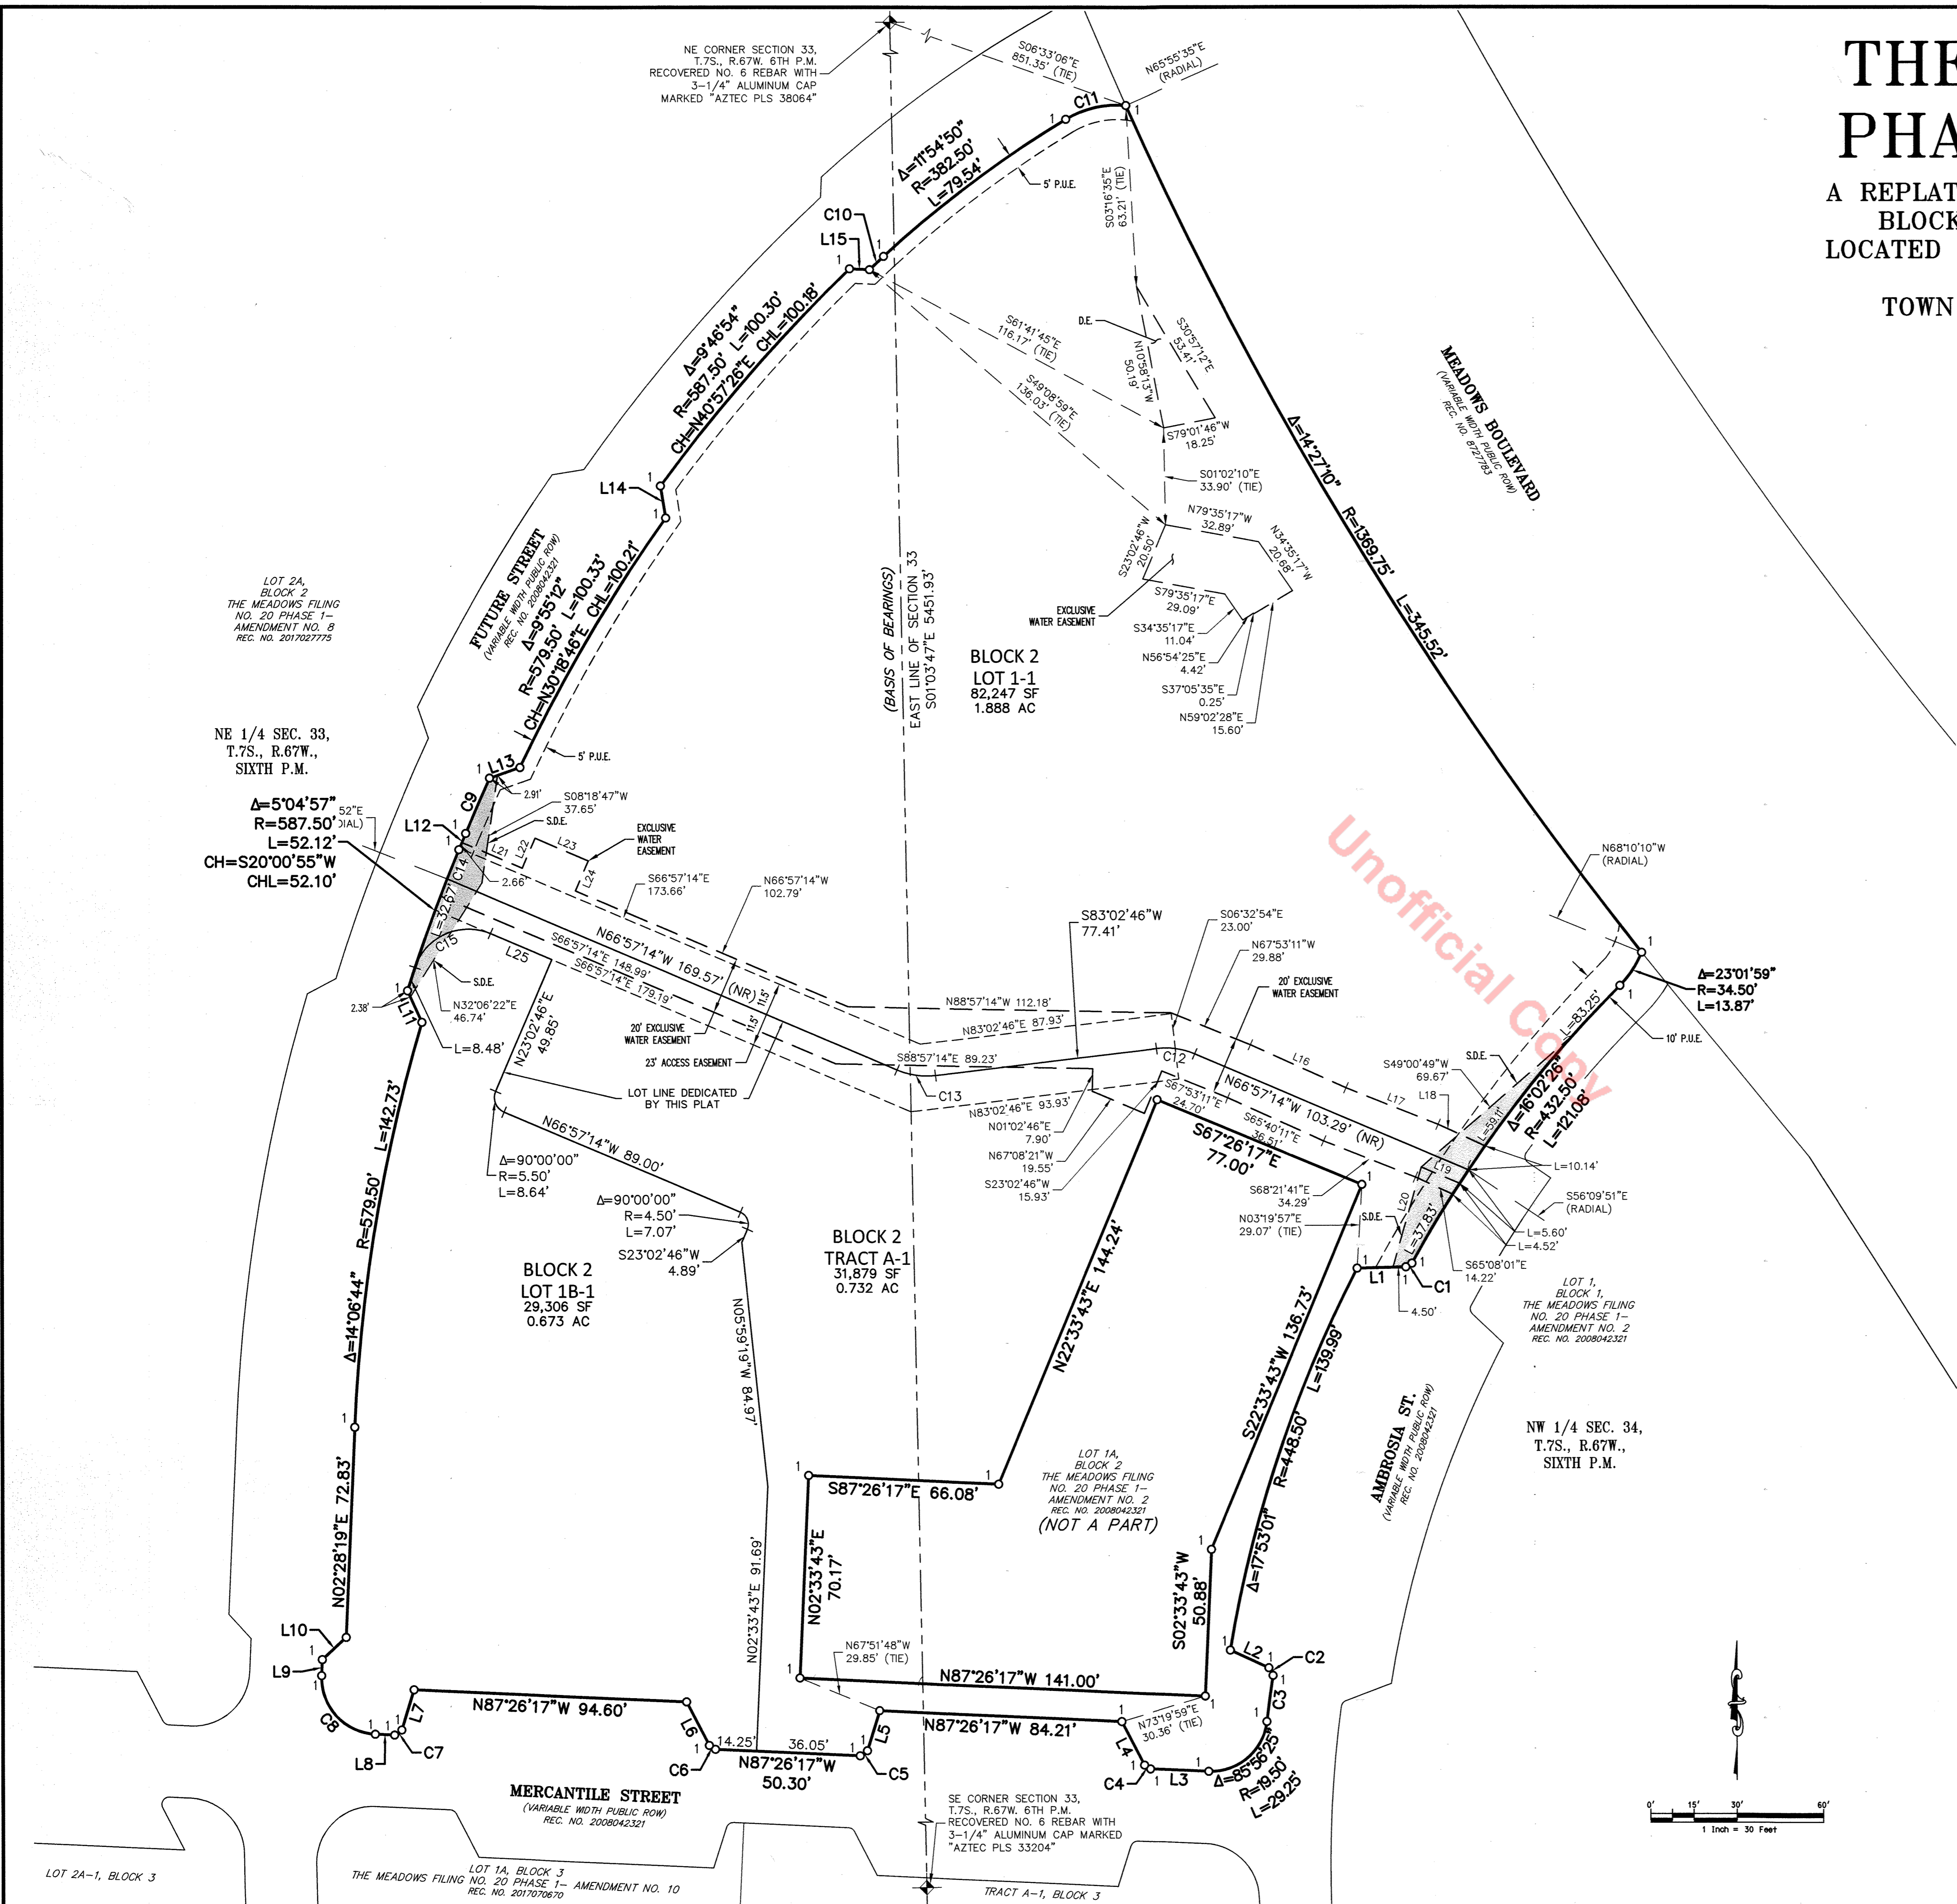 THE
PHA
A REPLAT
BLOCK
LOCATED
TOWN
NE CORNER SECTION 33,
T.7S., R.67W. 6TH P.M.
RECOVERED NO. 6 REBAR WITH
3-1/4" ALUMINUM CAP
MARKED "AZTEC PLS 38064"
S06°33'06"E
851.35' (TIE)
N65°55'35"E
(RADIAL)
C11
1
1
Δ=11°54'50"
R=382.50'
L=79.54'
5' P.U.E.
S03°16'35"E
63.21' (TIE)
C10
L15
1
1
Δ=9°46'54"
R=587.50' L=100.30'
CH=N40°57'26"E CHL=100.18'
S61°41'45"E
116.17' (TIE)
S49°08'59"E
136.03' (TIE)
D.E.
S30°57'12"E
53.41'
N10°58'13"W
50.19'
S79°01'46"W
18.25'
S01°02'10"E
33.90' (TIE)
N79°35'17"W
32.89'
N34°35'17"W
20.68'
S23°02'46"W
20.50'
S79°35'17"E
29.09'
EXCLUSIVE
WATER EASEMENT
S34°35'17"E
11.04'
N56°54'25"E
4.42'
S37°05'35"E
0.25'
N59°02'28"E
15.60'
MEADOWS BOULEVARD
(VARIABLE WIDTH PUBLIC ROW)
REC. NO. 8727783
Δ=14°27'10" R=1369.75' L=345.52'
L14
1
1
FUTURE STREET
(VARIABLE WIDTH PUBLIC ROW)
REC. NO. 2008042321
Δ=9°55'12"
R=579.50' L=100.33'
CH=N30°18'46"E CHL=100.21'
LOT 2A,
BLOCK 2
THE MEADOWS FILING
NO. 20 PHASE 1-
AMENDMENT NO. 8
REC. NO. 2017027775
(BASIS OF BEARINGS)
EAST LINE OF SECTION 33
S01°03'47"E 5451.93'
BLOCK 2
LOT 1-1
82,247 SF
1.888 AC
NE 1/4 SEC. 33,
T.7S., R.67W.,
SIXTH P.M.
L13
1
5' P.U.E.
2.91'
S08°18'47"W
37.65'
S.D.E.
C9
L12
1
Δ=5°04'57"
R=587.50'
L=52.12'
CH=S20°00'55"W
CHL=52.10'
52"E
DIAL)
EXCLUSIVE
WATER
EASEMENT
L21
L22
L23
L24
C14
2.66'
L=32.67'
C15
S66°57'14"E
173.66'
N66°57'14"W
102.79'
N66°57'14"W 169.57' (NR)
S66°57'14"E 148.99'
S66°57'14"E 179.19'
11.5'
11.5'
L25
S.D.E.
N32°06'22"E
46.74'
2.38'
1
L11
L=8.48'
N23°02'46"E
49.85'
20' EXCLUSIVE
WATER EASEMENT
23' ACCESS EASEMENT
LOT LINE DEDICATED
BY THIS PLAT
S83°02'46"W
77.41'
S06°32'54"E
23.00'
N67°53'11"W
29.88'
20' EXCLUSIVE
WATER EASEMENT
N88°57'14"W 112.18'
N83°02'46"E 87.93'
S88°57'14"E 89.23'
C12
C13
N83°02'46"E 93.93'
N01°02'46"E
7.90'
N67°08'21"W
19.55'
S23°02'46"W
15.93'
S67°53'11"E
24.70'
S65°40'11"E
36.51'
N66°57'14"W 103.29' (NR)
L16
L17
L18
L19
L20
S67°26'17"E
77.00'
S68°21'41"E
34.29'
N03°19'57"E
29.07' (TIE)
S.D.E.
N68°10'10"W
(RADIAL)
1
1
Δ=23°01'59"
R=34.50'
L=13.87'
10' P.U.E.
L=83.25'
S.D.E.
S49°00'49"W
69.67'
L=59.11'
Δ=16°02'26"
R=432.50'
L=121.08'
L=10.14'
S56°09'51"E
(RADIAL)
L=5.60'
L=4.52'
S65°08'01"E
14.22'
L=37.83'
L1
1
1
C1
4.50'
Unofficial Copy
LOT 1,
BLOCK 1,
THE MEADOWS FILING
NO. 20 PHASE 1-
AMENDMENT NO. 2
REC. NO. 2008042321
N66°57'14"W 89.00'
Δ=90°00'00"
R=5.50'
L=8.64'
Δ=90°00'00"
R=4.50'
L=7.07'
S23°02'46"W
4.89'
Δ=14°06'44" R=579.50' L=142.73'
BLOCK 2
LOT 1B-1
29,306 SF
0.673 AC
BLOCK 2
TRACT A-1
31,879 SF
0.732 AC
N05°59'19"W 84.97'
N22°33'43"E 144.24'
S22°33'43"W 136.73'
Δ=17°53'01" R=448.50' L=139.99'
AMBROSIA ST.
(VARIABLE WIDTH PUBLIC ROW)
REC. NO. 2008042321
NW 1/4 SEC. 34,
T.7S., R.67W.,
SIXTH P.M.
LOT 1A,
BLOCK 2
THE MEADOWS FILING
NO. 20 PHASE 1-
AMENDMENT NO. 2
REC. NO. 2008042321
(NOT A PART)
S87°26'17"E 66.08'
N02°33'43"E
70.17'
N02°33'43"E 91.69'
N02°28'19"E 72.83'
S02°33'43"W
50.88'
N67°51'48"W
29.85' (TIE)
N87°26'17"W 141.00'
N73°19'59"E
30.36' (TIE)
N87°26'17"W 84.21'
N87°26'17"W 94.60'
L10
L9
C8
L8
C7
L7
L6
C6
14.25'
36.05'
N87°26'17"W
50.30'
C5
L5
L4
C4
L3
L2
C2
C3
Δ=85°56'25"
R=19.50'
L=29.25'
MERCANTILE STREET
(VARIABLE WIDTH PUBLIC ROW)
REC. NO. 2008042321
SE CORNER SECTION 33,
T.7S., R.67W. 6TH P.M.
RECOVERED NO. 6 REBAR WITH
3-1/4" ALUMINUM CAP MARKED
"AZTEC PLS 33204"
0' 15' 30' 60'
1 Inch = 30 Feet
LOT 2A-1, BLOCK 3
LOT 1A, BLOCK 3
THE MEADOWS FILING NO. 20 PHASE 1- AMENDMENT NO. 10
REC. NO. 2017070670
TRACT A-1, BLOCK 3